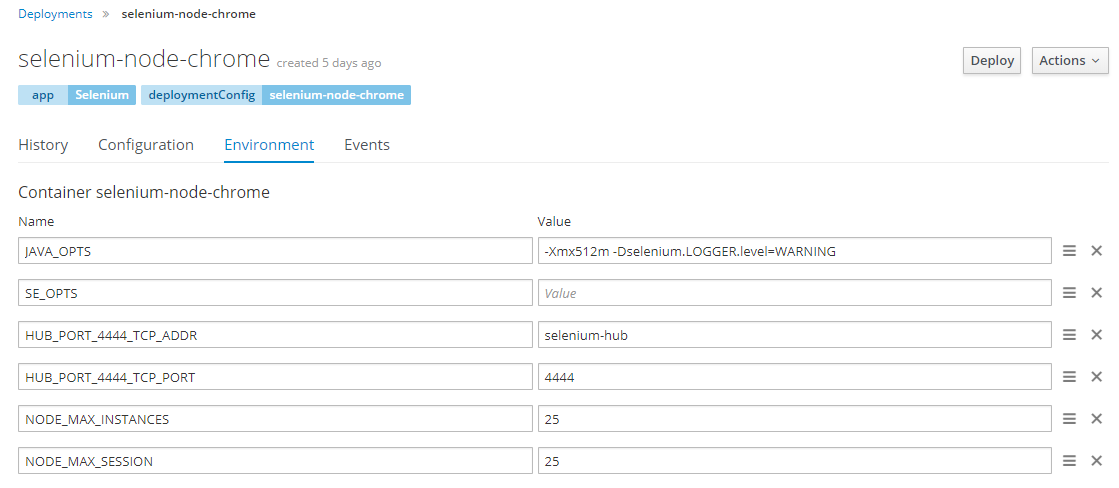 Deployments » selenium-node-chrome
selenium-node-chrome created 5 days ago
Deploy Actions
app Selenium deploymentConfig selenium-node-chrome
History Configuration Environment Events
Container selenium-node-chrome
Name Value
JAVA_OPTS -Xmx512m -Dselenium.LOGGER.level=WARNING
SE_OPTS Value
HUB_PORT_4444_TCP_ADDR selenium-hub
HUB_PORT_4444_TCP_PORT 4444
NODE_MAX_INSTANCES 25
NODE_MAX_SESSION 25